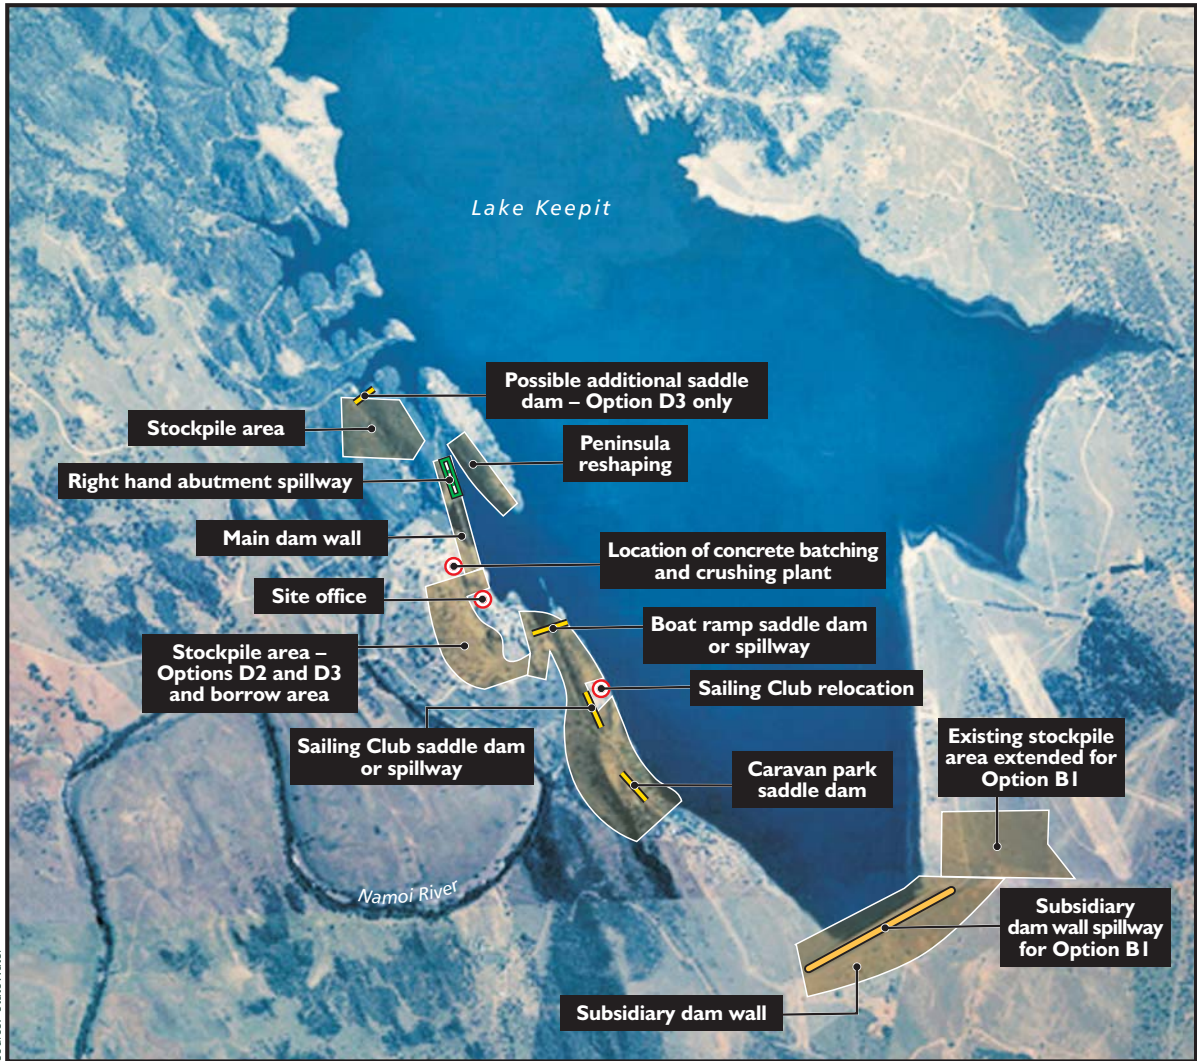 Lake Keepit
Possible additional saddle
dam – Option D3 only
Stockpile area
Peninsula
reshaping
Right hand abutment spillway
Main dam wall
Location of concrete batching
and crushing plant
Site office
Boat ramp saddle dam
or spillway
Stockpile area –
Options D2 and D3
and borrow area
Sailing Club relocation
Sailing Club saddle dam
or spillway
Existing stockpile
area extended for
Option B1
Caravan park
saddle dam
Namoi River
Subsidiary
dam wall spillway
for Option B1
Subsidiary dam wall